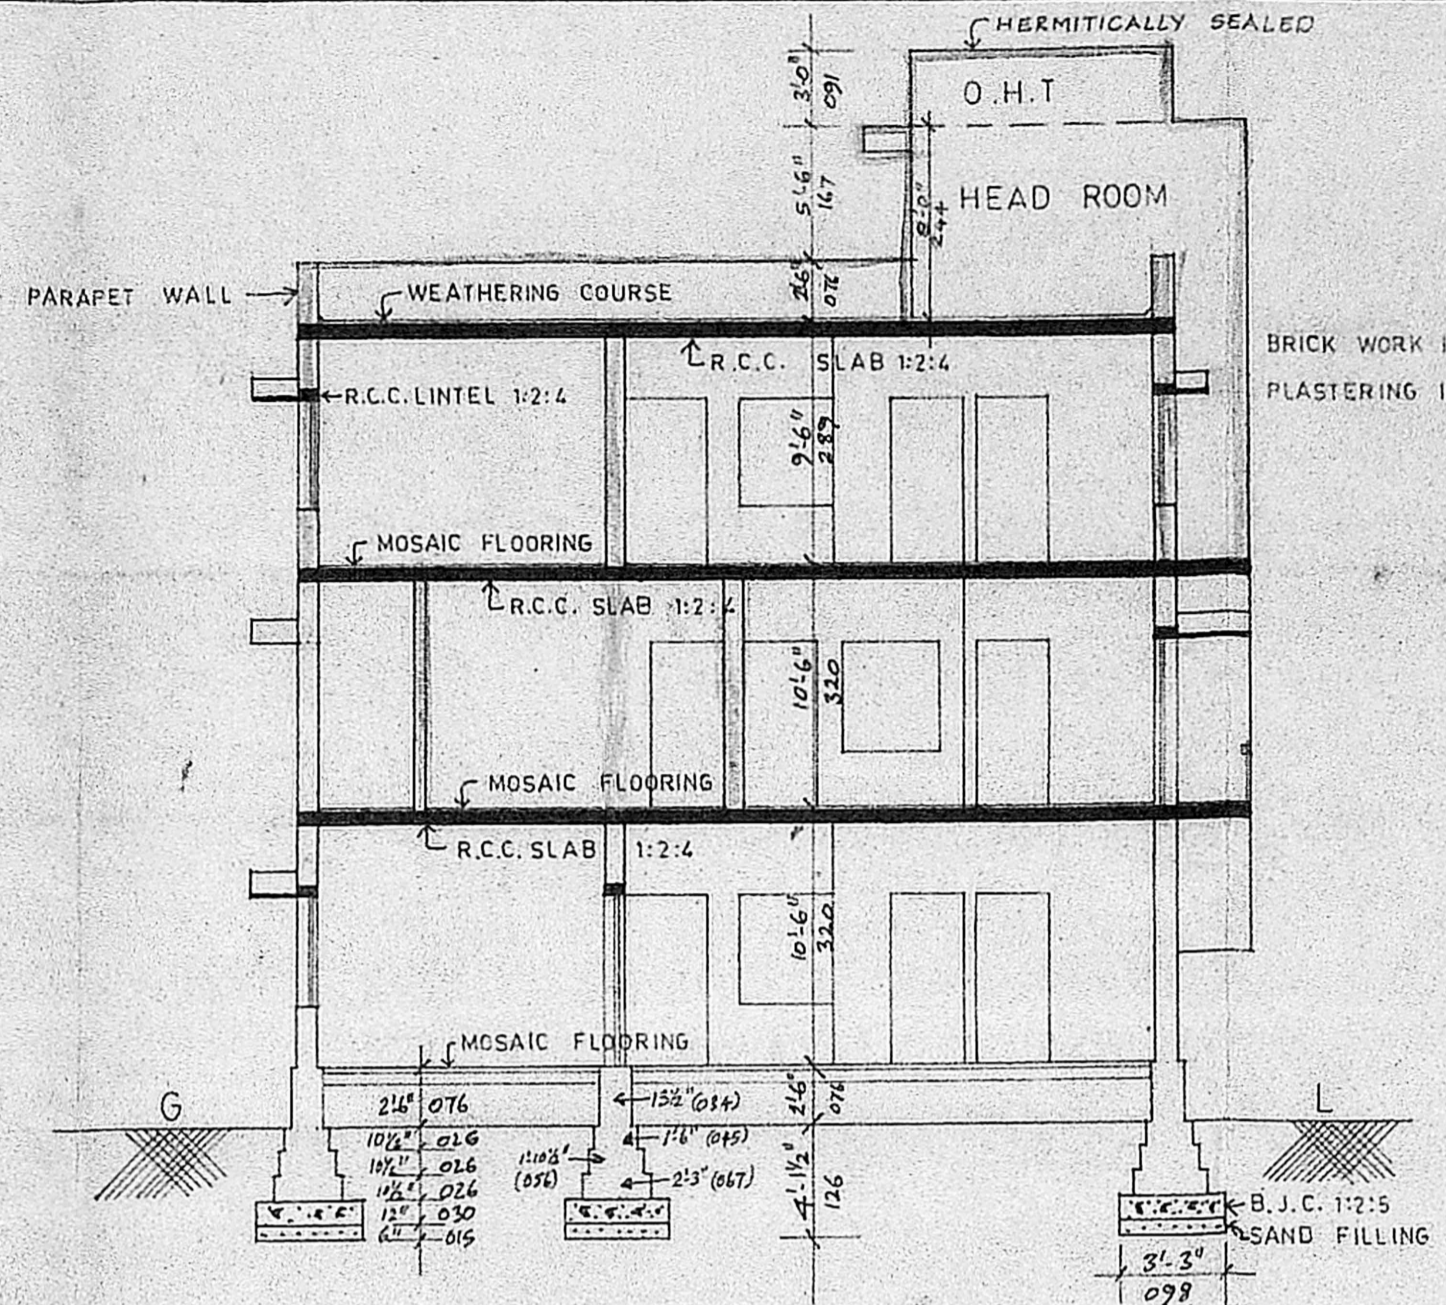 HERMITICALLY SEALED
3'-0"
091
O.H.T
5'-6"
167
8'-0"
244
HEAD ROOM
PARAPET WALL
WEATHERING COURSE
2'6"
076
R.C.C. SLAB 1:2:4
BRICK WORK
PLASTERING
R.C.C. LINTEL 1:2:4
9'-6"
289
MOSAIC FLOORING
R.C.C. SLAB 1:2:4
10'-6"
320
MOSAIC FLOORING
R.C.C. SLAB 1:2:4
10'-6"
320
MOSAIC FLOORING
G
2'6" 076
13½" (034)
2'6"
076
L
10½" 026
1'6" (045)
10½" 026
1'10½"
(056)
2'3" (067)
4'-1½"
126
10½" 026
12" 030
6" 015
B.J.C. 1:2:5
SAND FILLING
3'-3"
098